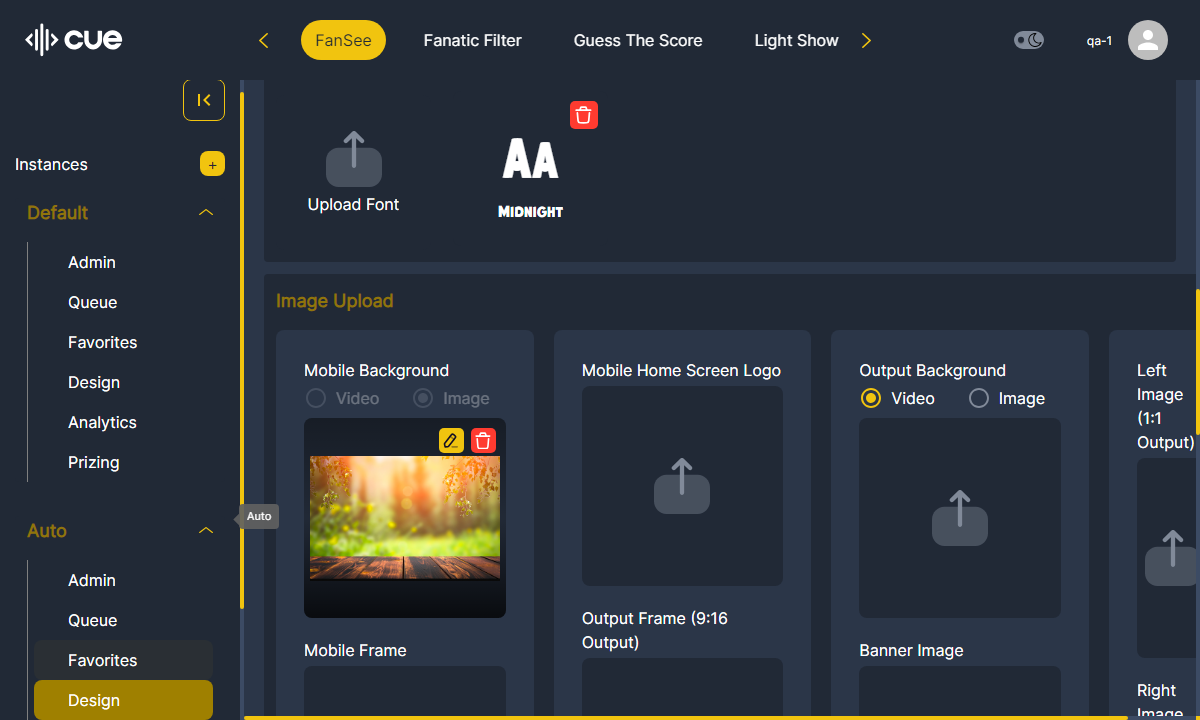 cue
FanSee
Fanatic Filter
Guess The Score
Light Show
qa-1
Instances
+
Default
Admin
Queue
Favorites
Design
Analytics
Prizing
Auto
Auto
Admin
Queue
Favorites
Design
Upload Font
AA
MIDNIGHT
Image Upload
Mobile Background
Video
Image
Mobile Frame
Mobile Home Screen Logo
Output Frame (9:16
Output)
Output Background
Video
Image
Banner Image
Left
Image
(1:1
Output)
Right
Image